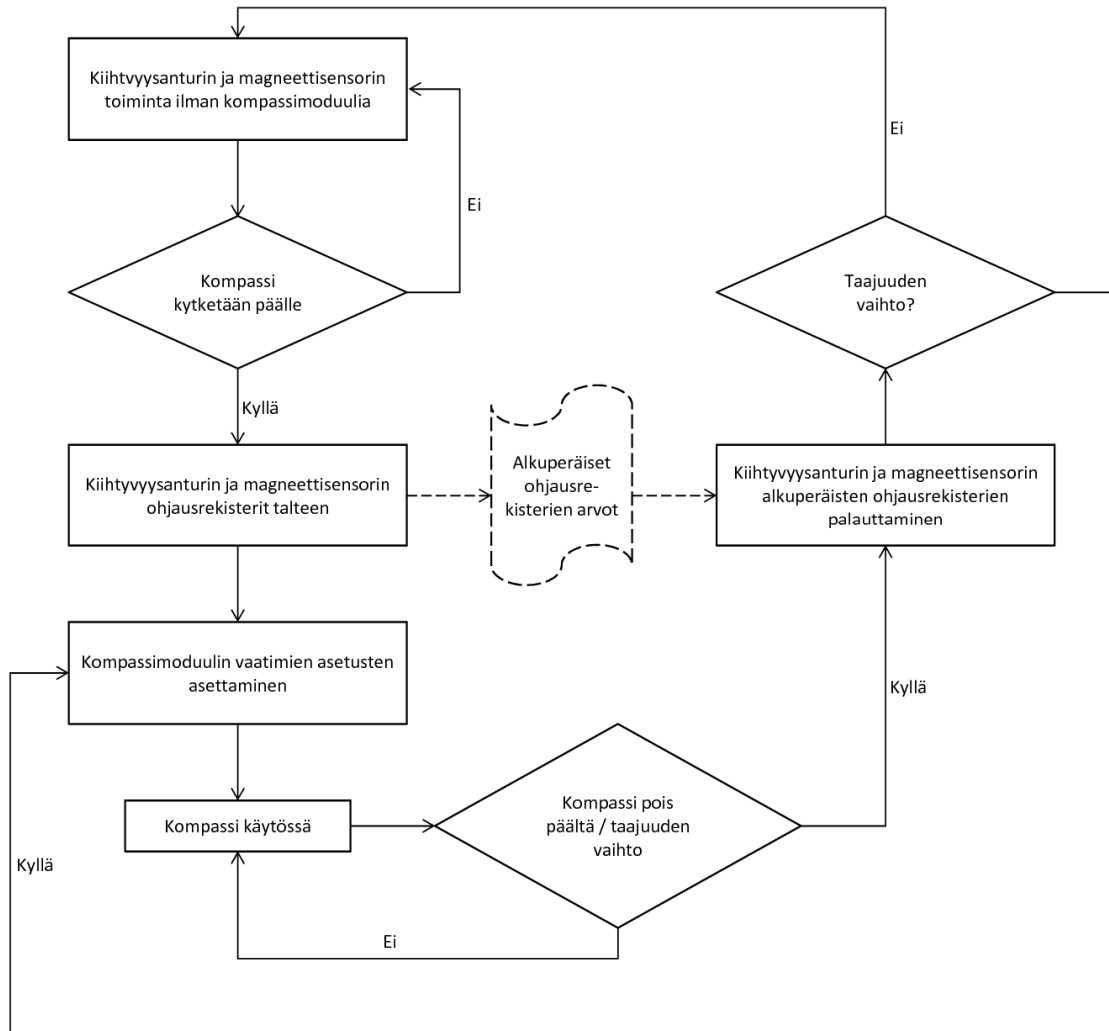 Kiihtvyysanturin ja magneettisensorin
toiminta ilman kompassimoduulia
Ei
Kompassi
kytketään päälle
Kyllä
Kiihtyvyysanturin ja magneettisensorin
ohjausrekisterit talteen
Alkuperäiset
ohjausre-
kisterien arvot
Kiihtyvyysanturin ja magneettisensorin
alkuperäisten ohjausrekisterien
palauttaminen
Ei
Taajuuden
vaihto?
Kompassimoduulin vaatimien asetusten
asettaminen
Kyllä
Kompassi käytössä
Kompassi pois
päältä / taajuuden
vaihto
Kyllä
Ei